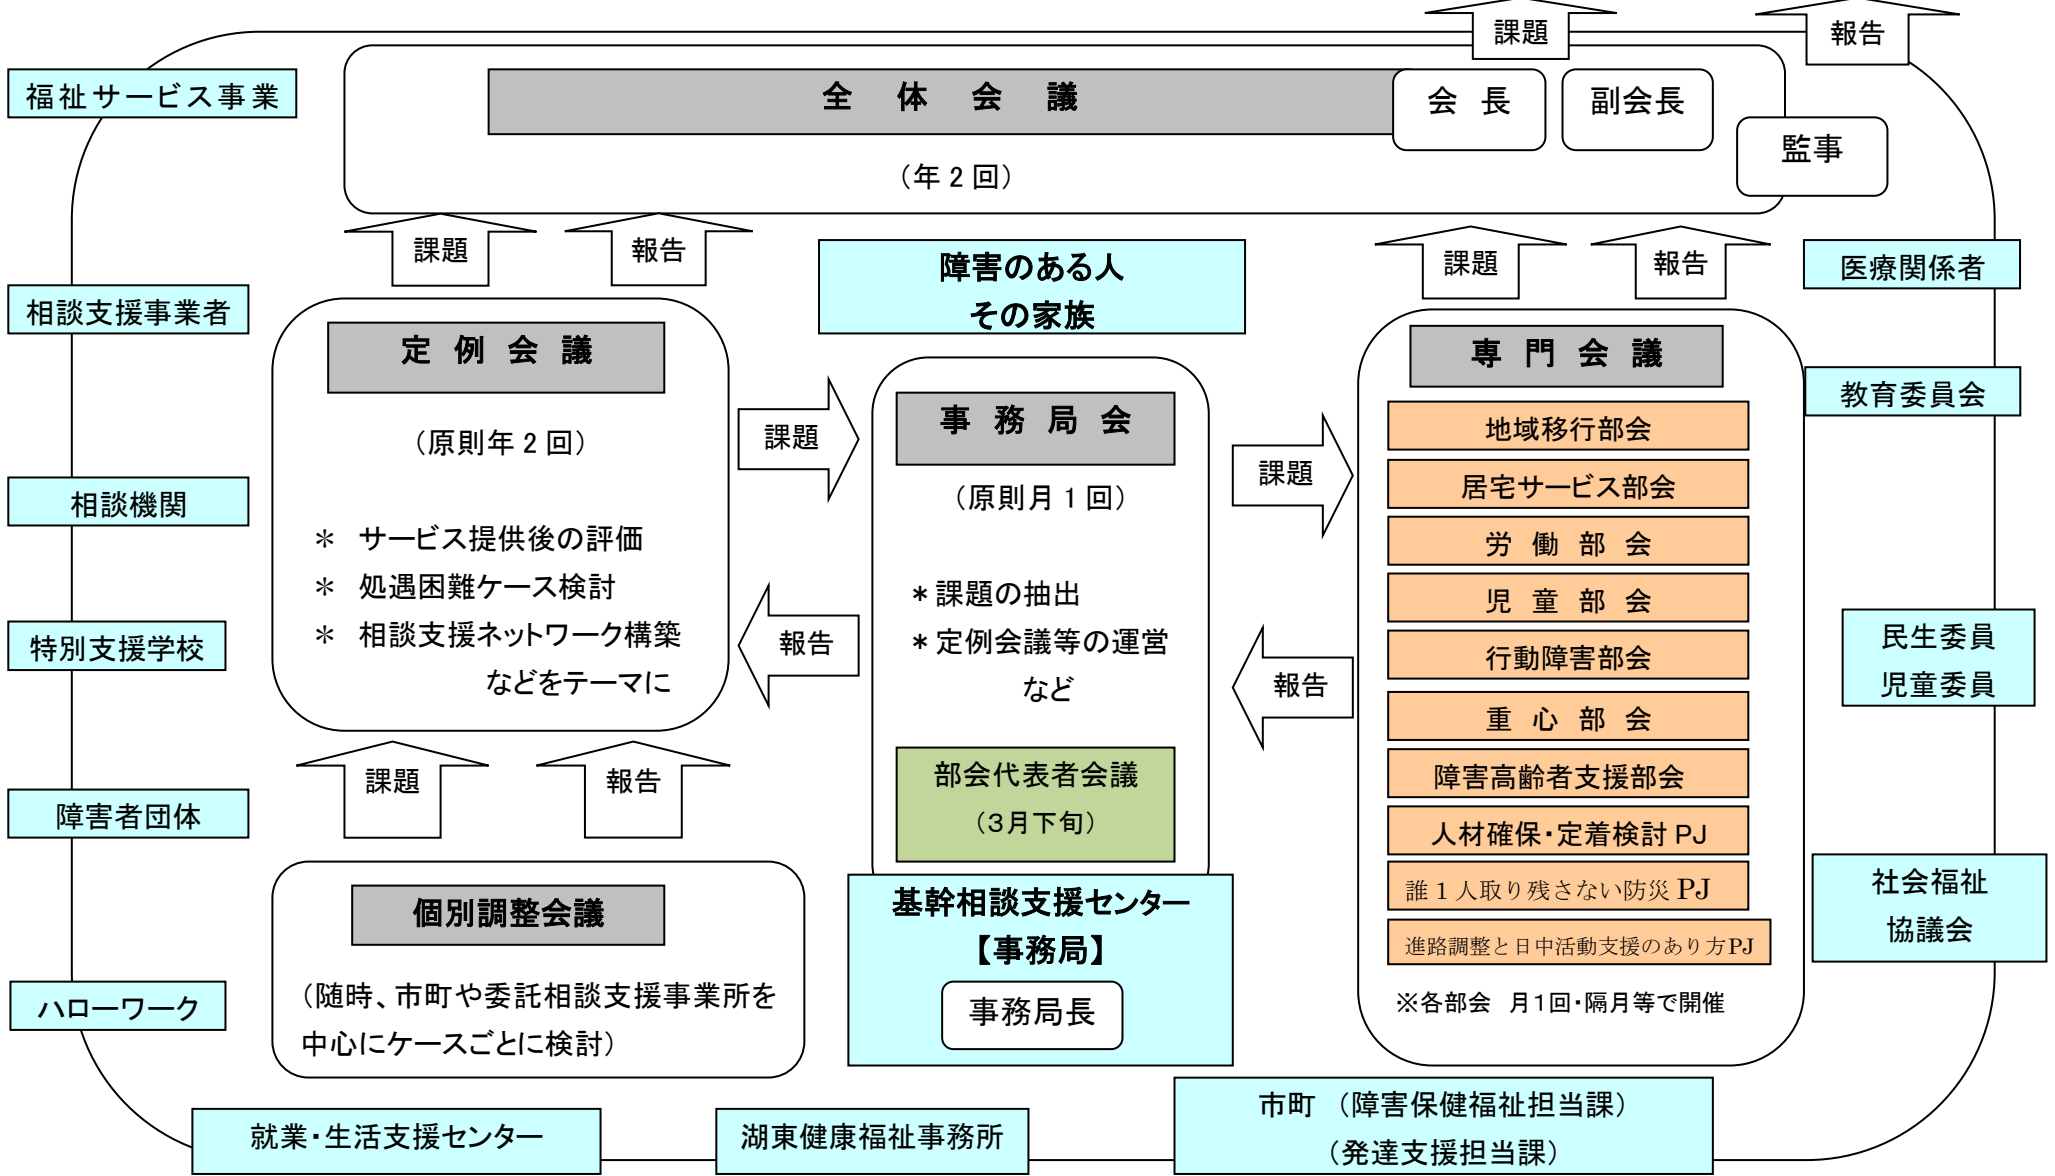 課題
報告
福祉サービス事業
全体会議
会長
副会長
監事
（年２回）
課題
報告
課題
報告
障害のある人
その家族
医療関係者
相談支援事業者
定例会議
（原則年２回）
＊　サービス提供後の評価
＊　処遇困難ケース検討
＊　相談支援ネットワーク構築
などをテーマに
課題
報告
事務局会
（原則月１回）
＊課題の抽出
＊定例会議等の運営
など
部会代表者会議
（３月下旬）
課題
報告
専門会議
地域移行部会
居宅サービス部会
労働部会
児童部会
行動障害部会
重心部会
障害高齢者支援部会
人材確保・定着検討PJ
誰１人取り残さない防災PJ
進路調整と日中活動支援のあり方PJ
※各部会　月１回・隔月等で開催
教育委員会
相談機関
特別支援学校
民生委員
児童委員
課題
報告
障害者団体
個別調整会議
（随時、市町や委託相談支援事業所を
中心にケースごとに検討）
基幹相談支援センター
【事務局】
事務局長
社会福祉
協議会
ハローワーク
就業・生活支援センター
湖東健康福祉事務所
市町　（障害保健福祉担当課）
（発達支援担当課）